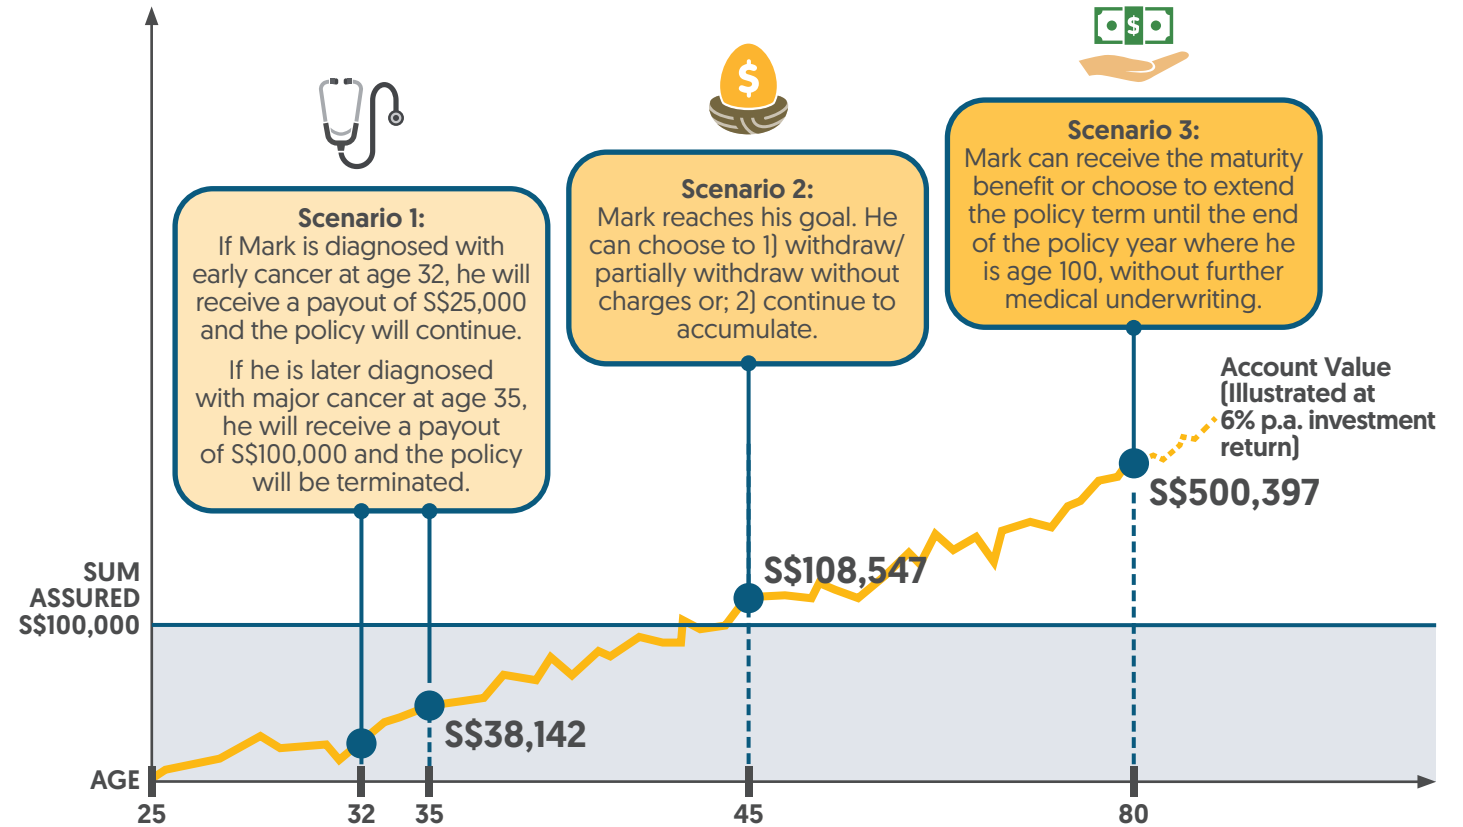 $
$
Scenario 1:
If Mark is diagnosed with
early cancer at age 32, he will
receive a payout of S$25,000
and the policy will continue.
If he is later diagnosed
with major cancer at age 35,
he will receive a payout
of S$100,000 and the policy
will be terminated.
Scenario 2:
Mark reaches his goal. He
can choose to 1) withdraw/
partially withdraw without
charges or; 2) continue to
accumulate.
Scenario 3:
Mark can receive the maturity
benefit or choose to extend
the policy term until the end
of the policy year where he
is age 100, without further
medical underwriting.
Account Value
(Illustrated at
6% p.a. investment
return)
S$500,397
S$108,547
SUM
ASSURED
S$100,000
S$38,142
AGE
25
32
35
45
80